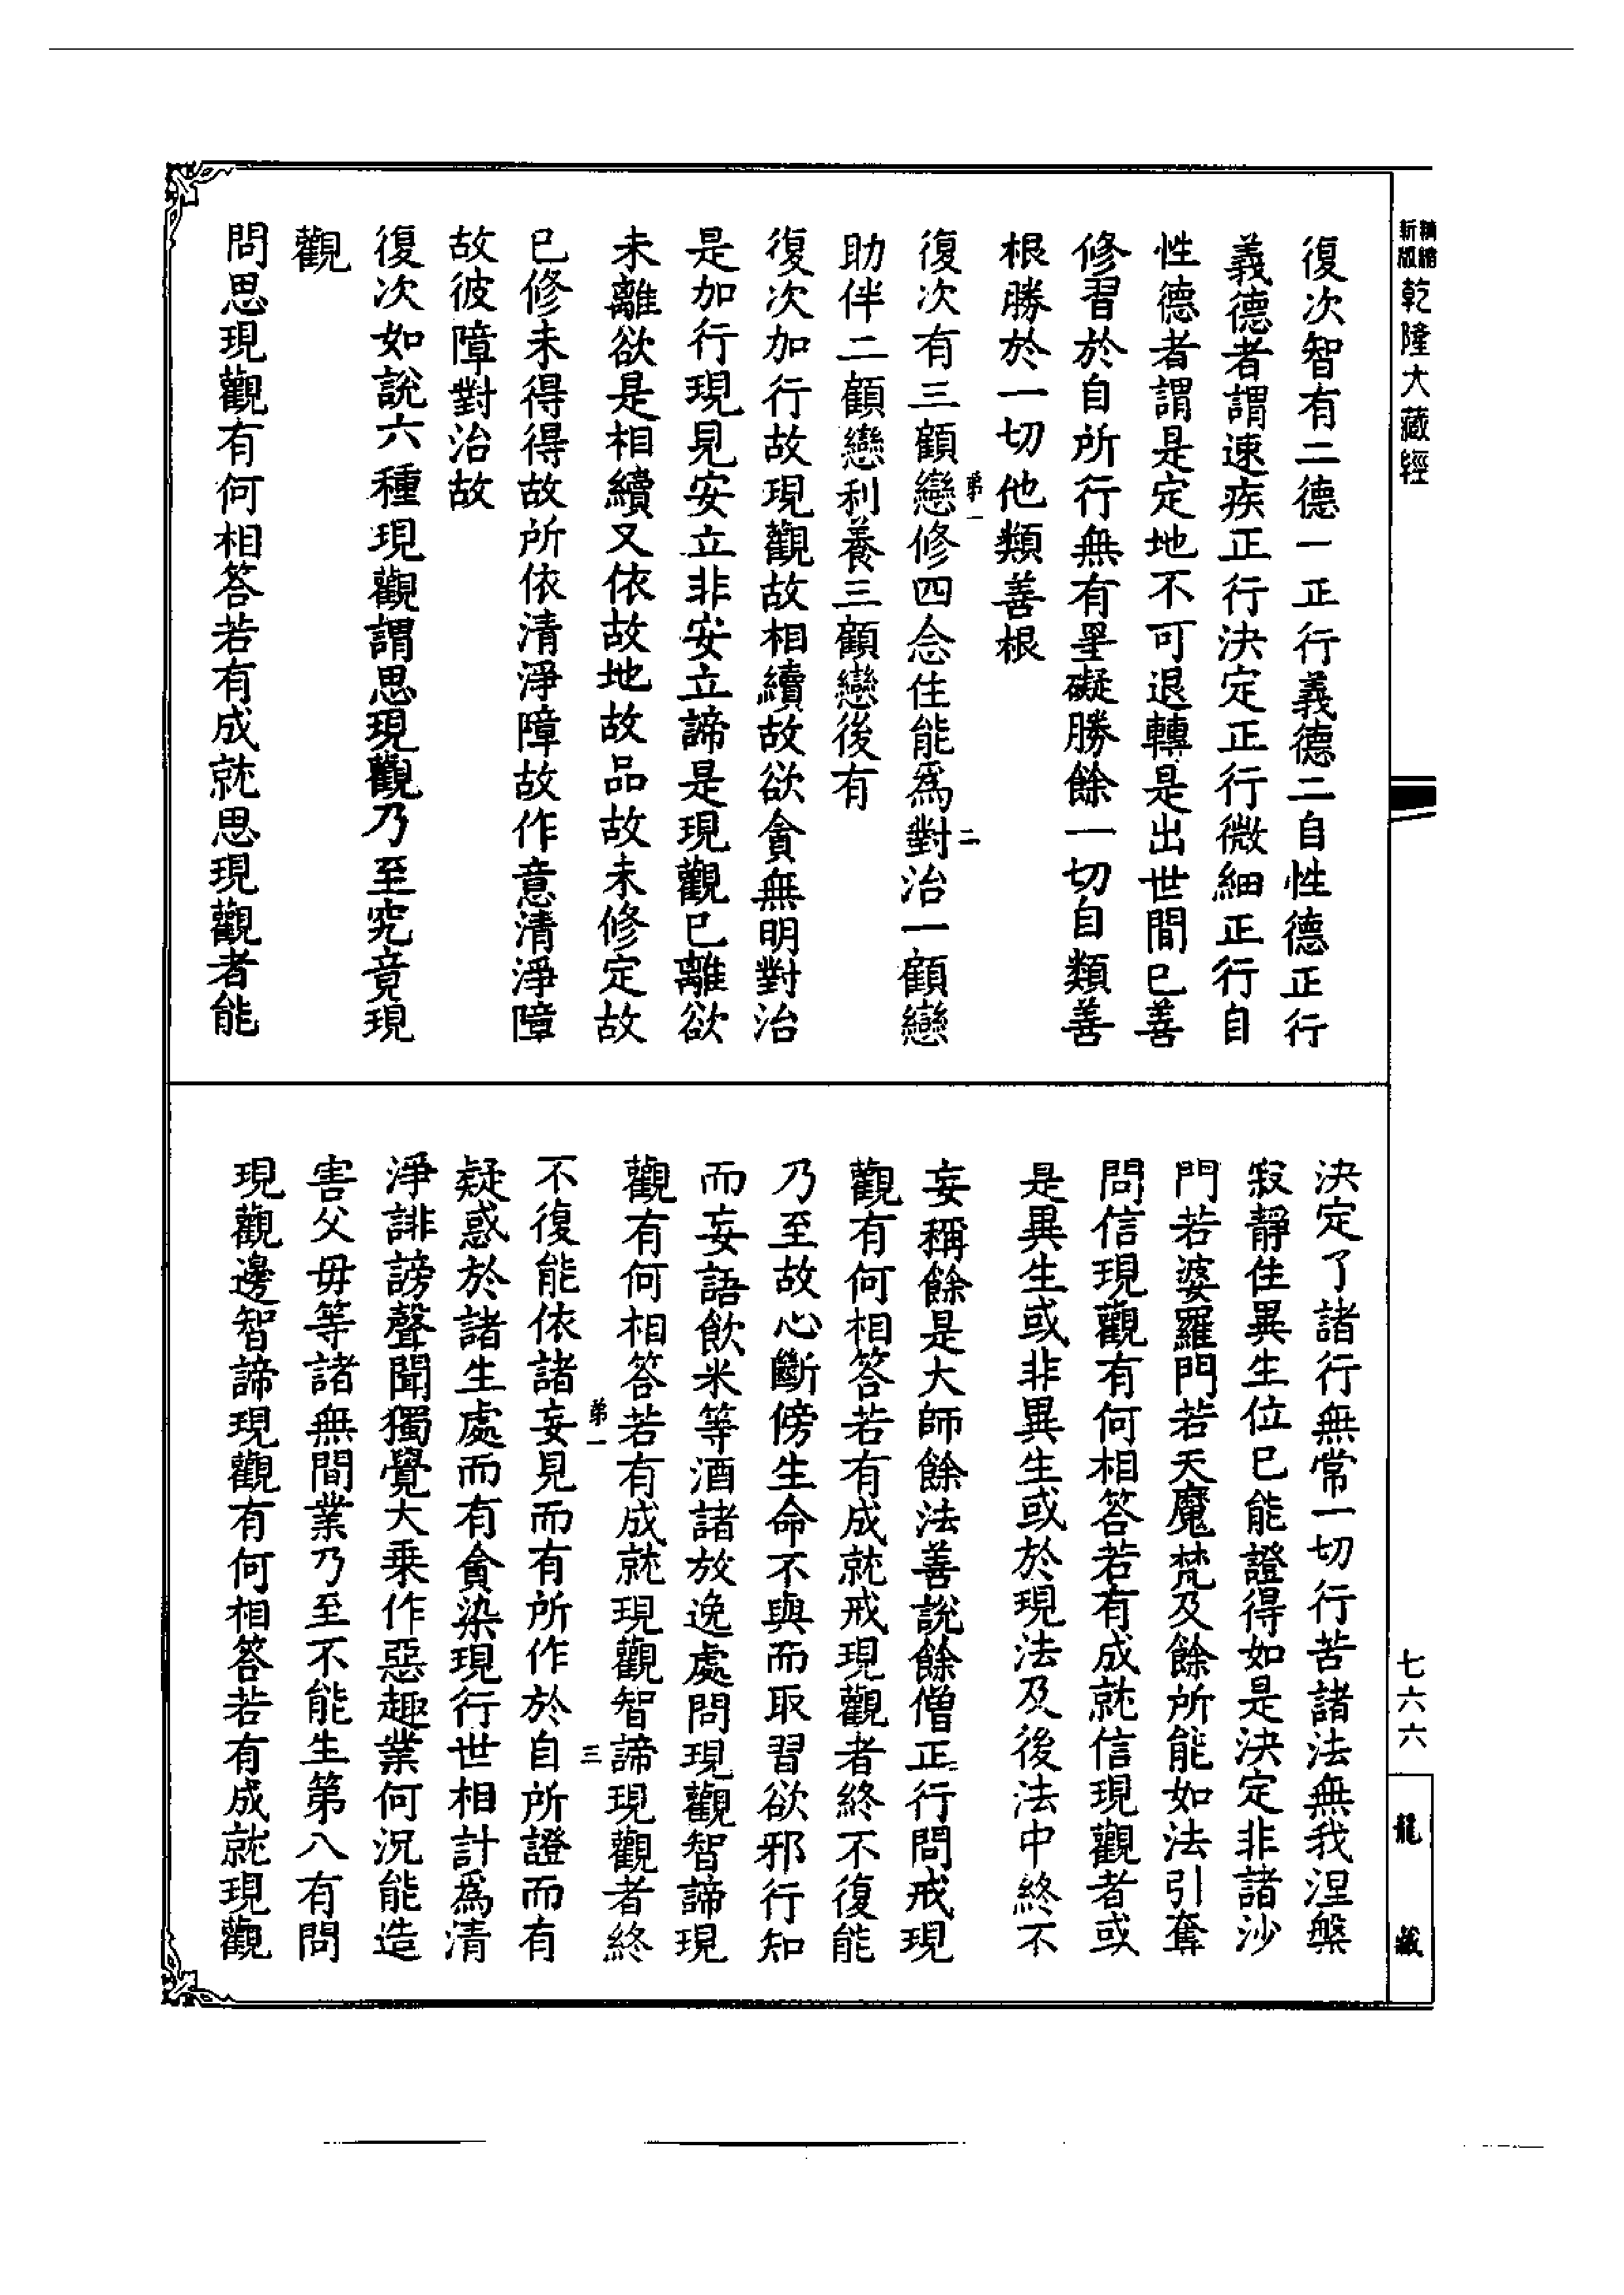 精縮新版乾隆大藏經
復次智有二德一正行義德二自性德正行
義德者謂速疾正行決定正行微細正行自
性德者謂是定地不可退轉是出世間已善
修習於自所行無有罣礙勝餘一切自類善
根勝於一切他類善根
第一
二
復次有三顧戀修四念住能爲對治一顧戀
助伴二顧戀利養三顧戀後有
復次加行故現觀故相續故欲貪無明對治
是加行現見安立非安立諦是現觀已離欲
未離欲是相續又依故地故品故未修定故
已修未得得故所依清淨障故作意清淨障
故彼障對治故
復次如說六種現觀謂思現觀乃至究竟現
觀
問思現觀有何相答若有成就思現觀者能
決定了諸行無常一切行苦諸法無我涅槃
寂靜住異生位已能證得如是決定非諸沙
門若婆羅門若天魔梵及餘所能如法引奪
問信現觀有何相答若有成就信現觀者或
是異生或非異生或於現法及後法中終不
妄稱餘是大師餘法善說餘僧正行問戒現
觀有何相答若有成就戒現觀者終不復能
乃至故心斷傍生命不與而取習欲邪行知
而妄語飲米等酒諸放逸處問現觀智諦現
觀有何相答若有成就現觀智諦現觀者終
第一
三
不復能依諸妄見而有所作於自所證而有
疑惑於諸生處而有貪染現行世相計爲清
淨誹謗聲聞獨覺大乘作惡趣業何況能造
害父毋等諸無間業乃至不能生第八有問
現觀邊智諦現觀有何相答若有成就現觀
七六六
龍藏